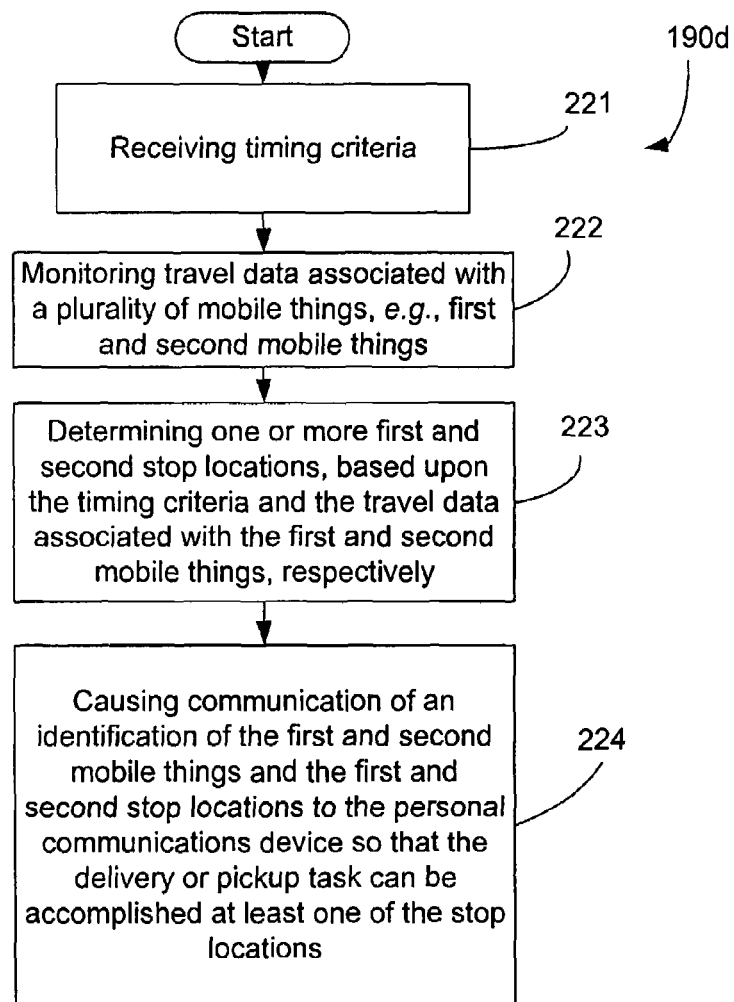 Start
190d
221
Receiving timing criteria
222
Monitoring travel data associated with
a plurality of mobile things, e.g., first
and second mobile things
223
Determining one or more first and
second stop locations, based upon
the timing criteria and the travel data
associated with the first and second
mobile things, respectively
Causing communication of an
identification of the first and second
mobile things and the first and
second stop locations to the personal
communications device so that the
delivery or pickup task can be
accomplished at least one of the stop
locations
224